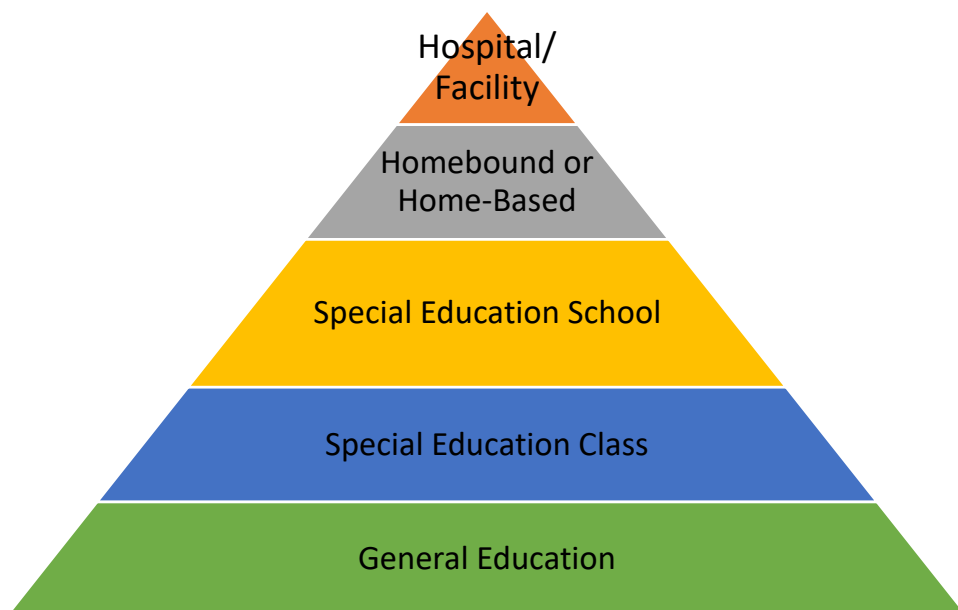 Hospital/
Facility
Homebound or
Home-Based
Special Education School
Special Education Class
General Education